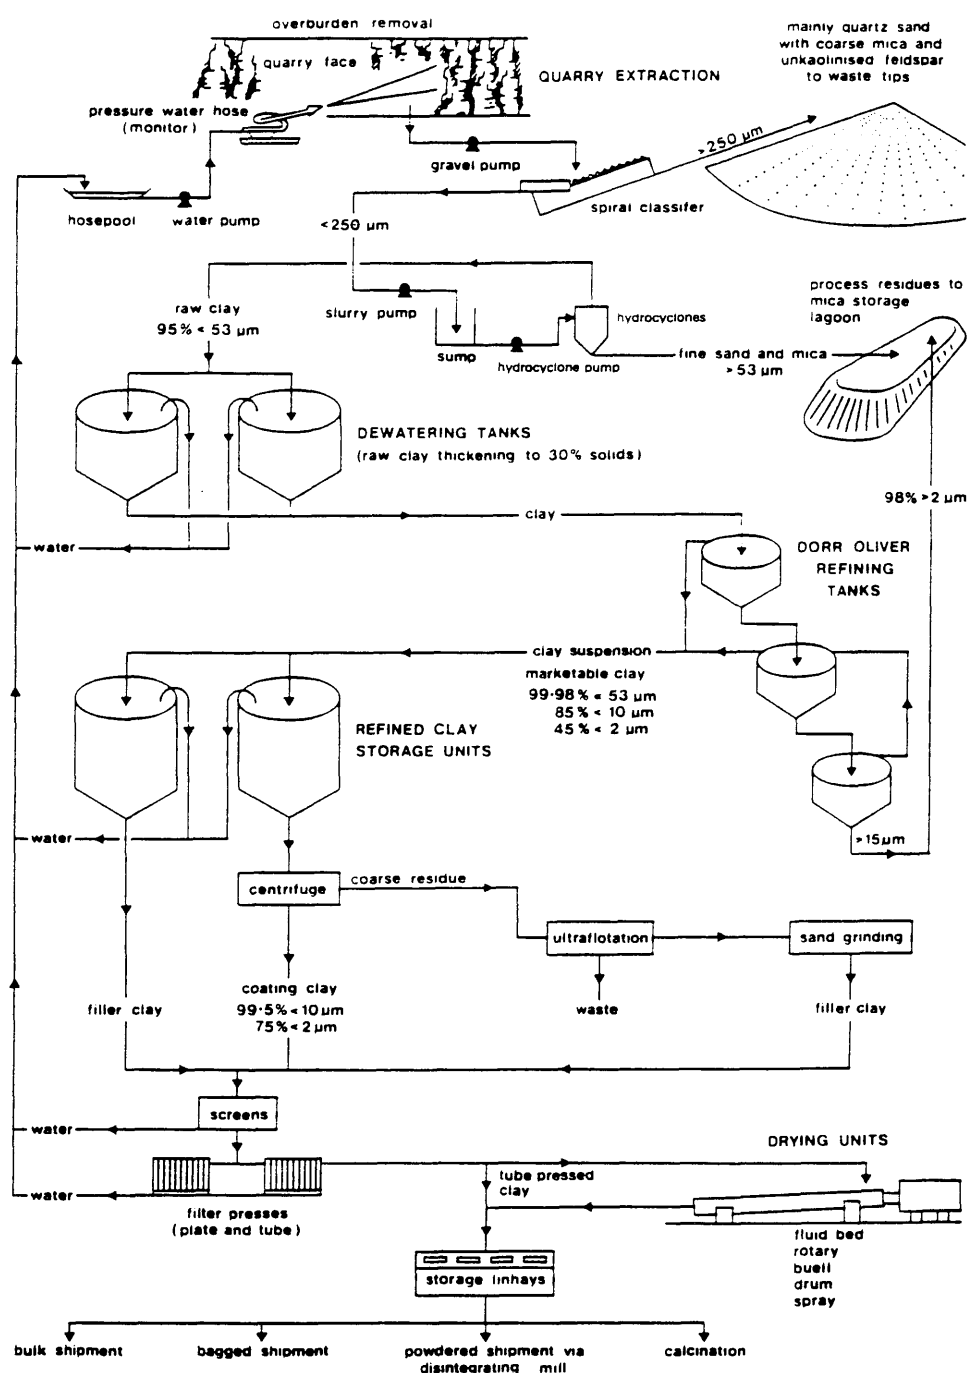 overburden removal
quarry face
QUARRY EXTRACTION
mainly quartz sand
with coarse mica and
unkaolinised feldspar
to waste tips
pressure water hose
(monitor)
gravel pump
>250 µm
hosepool
water pump
spiral classifer
<250 µm
raw clay
95% < 53 µm
slurry pump
sump
hydrocyclone pump
hydrocyclones
fine sand and mica
> 53 µm
process residues to
mica storage
lagoon
DEWATERING TANKS
(raw clay thickening to 30% solids)
98% > 2 µm
clay
water
DORR OLIVER
REFINING
TANKS
clay suspension
marketable clay
99·98% < 53 µm
85% < 10 µm
45% < 2 µm
REFINED CLAY
STORAGE UNITS
>15 µm
water
centrifuge
coarse residue
ultraflotation
sand grinding
coating clay
99·5% < 10 µm
75% < 2 µm
filler clay
waste
filler clay
screens
water
DRYING UNITS
tube pressed
clay
water
filter presses
(plate and tube)
fluid bed
rotary
buell
drum
spray
storage linhays
bulk shipment
bagged shipment
powdered shipment via
disintegrating mill
calcination